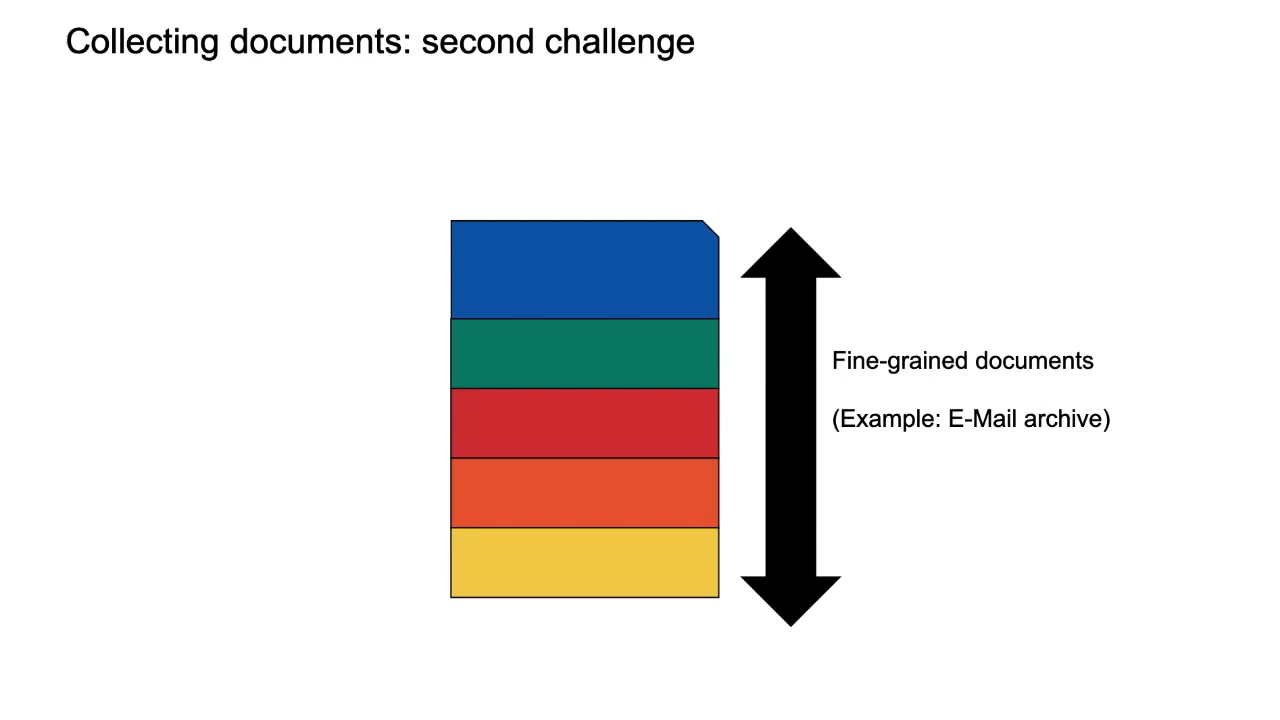 Collecting documents: second challenge
Fine-grained documents
(Example: E-Mail archive)